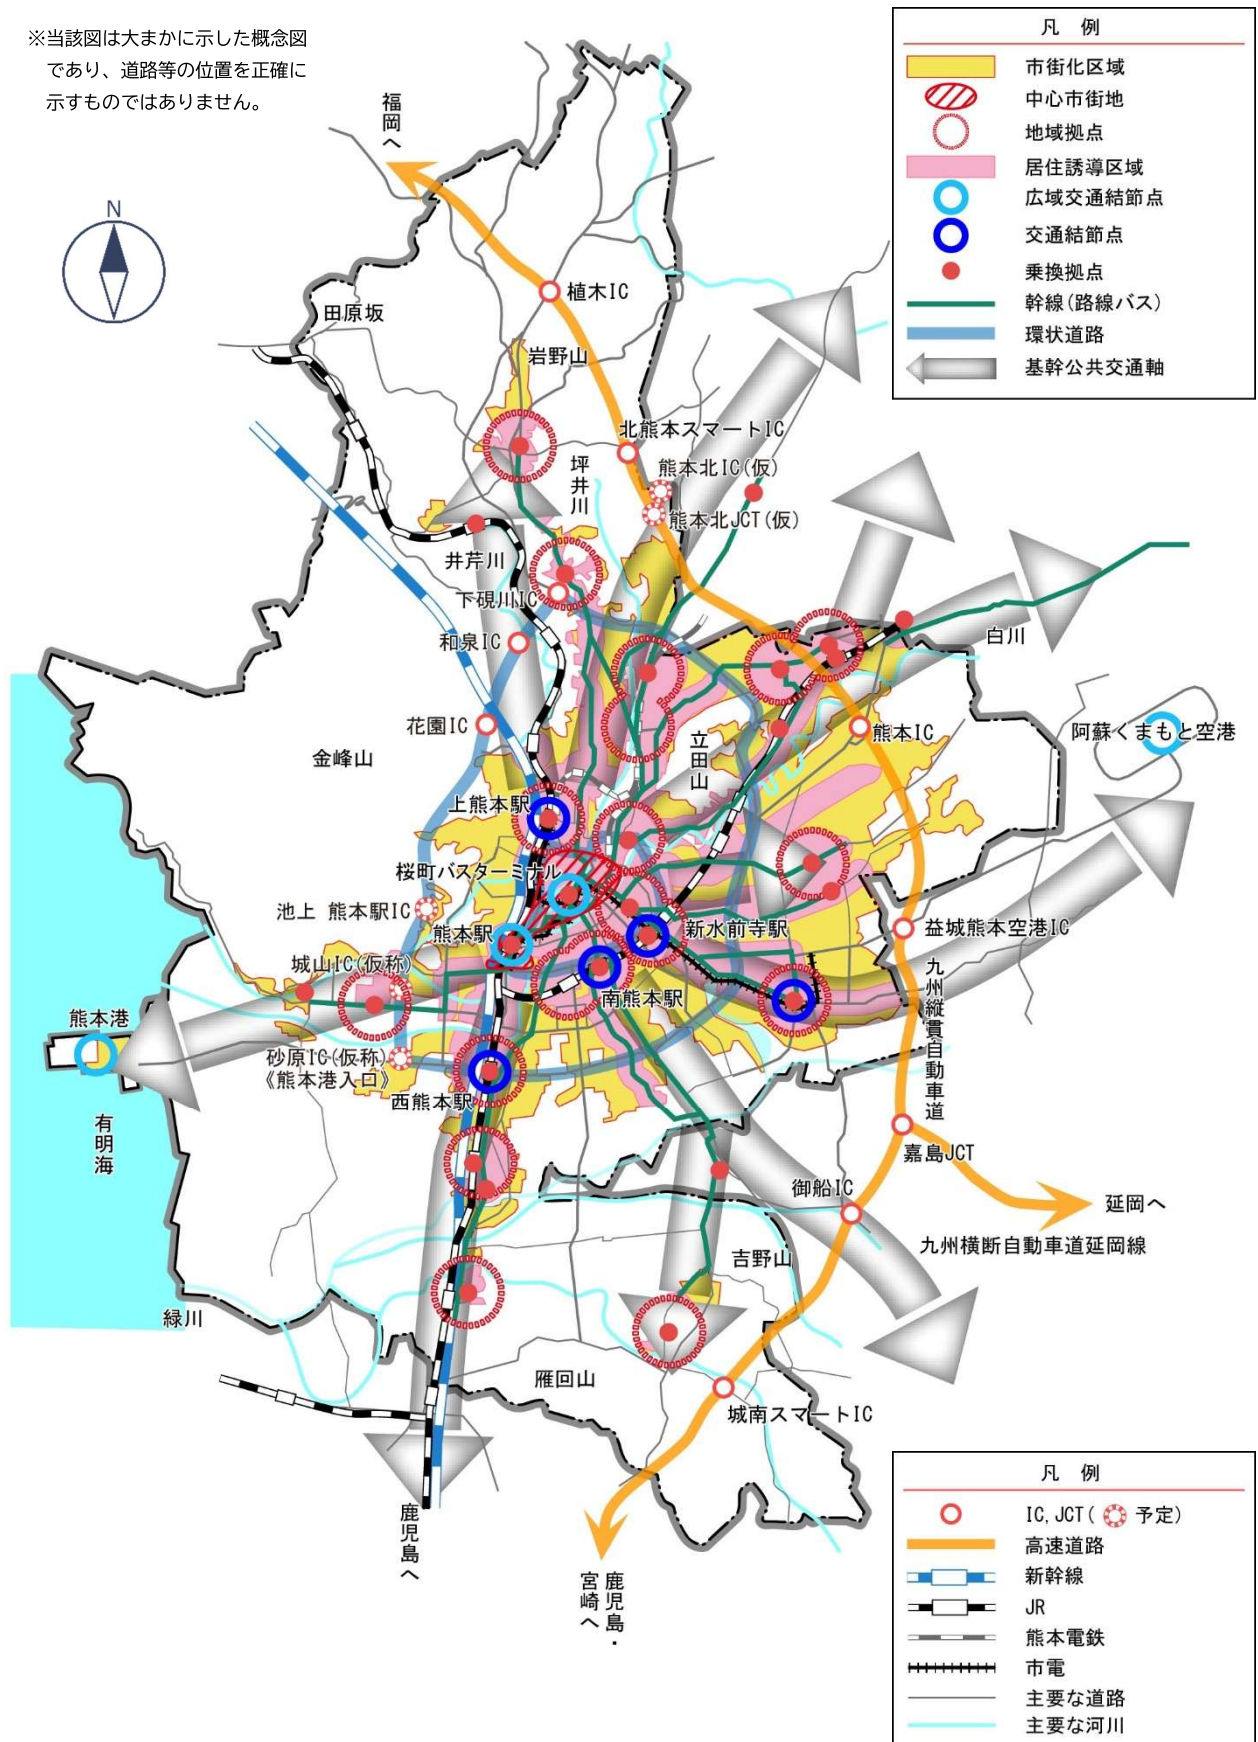 ※当該図は大まかに示した概念図
であり、道路等の位置を正確に
示すものではありません。
凡　例
市街化区域
中心市街地
地域拠点
居住誘導区域
広域交通結節点
交通結節点
乗換拠点
幹線(路線バス)
環状道路
基幹公共交通軸
N
福岡へ
植木IC
田原坂
岩野山
北熊本スマートIC
坪井川
熊本北IC(仮)
熊本北JCT(仮)
井芹川
下硯川IC
和泉IC
白川
花園IC
熊本IC
阿蘇くまもと空港
立田山
金峰山
上熊本駅
桜町バスターミナル
池上 熊本駅IC
熊本駅
新水前寺駅
益城熊本空港IC
城山IC(仮称)
南熊本駅
九州縦貫自動車道
熊本港
砂原IC(仮称)
《熊本港入口》
西熊本駅
有明海
嘉島JCT
御船IC
延岡へ
九州横断自動車道延岡線
吉野山
緑川
雁回山
城南スマートIC
鹿児島へ
鹿児島・
宮崎へ
凡　例
IC,JCT( 予定)
高速道路
新幹線
JR
熊本電鉄
市電
主要な道路
主要な河川